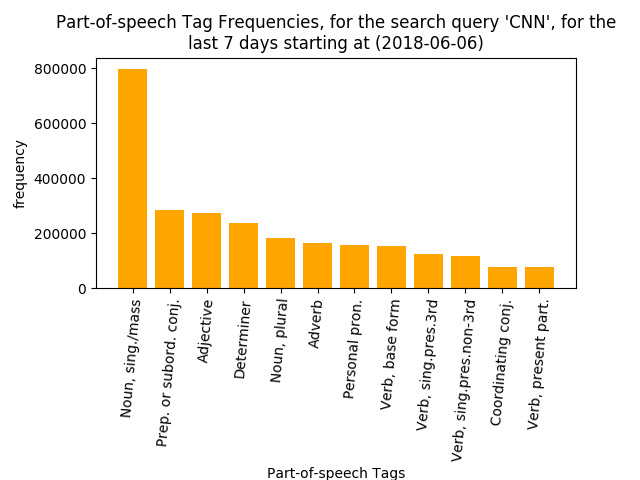 Part-of-speech Tag Frequencies, for the search query 'CNN', for the
last 7 days starting at (2018-06-06)
800000
600000
400000
200000
0
frequency
Noun, sing./mass
Prep. or subord. conj.
Adjective
Determiner
Noun, plural
Adverb
Personal pron.
Verb, base form
Verb, sing.pres.3rd
Verb, sing.pres.non-3rd
Coordinating conj.
Verb, present part.
Part-of-speech Tags